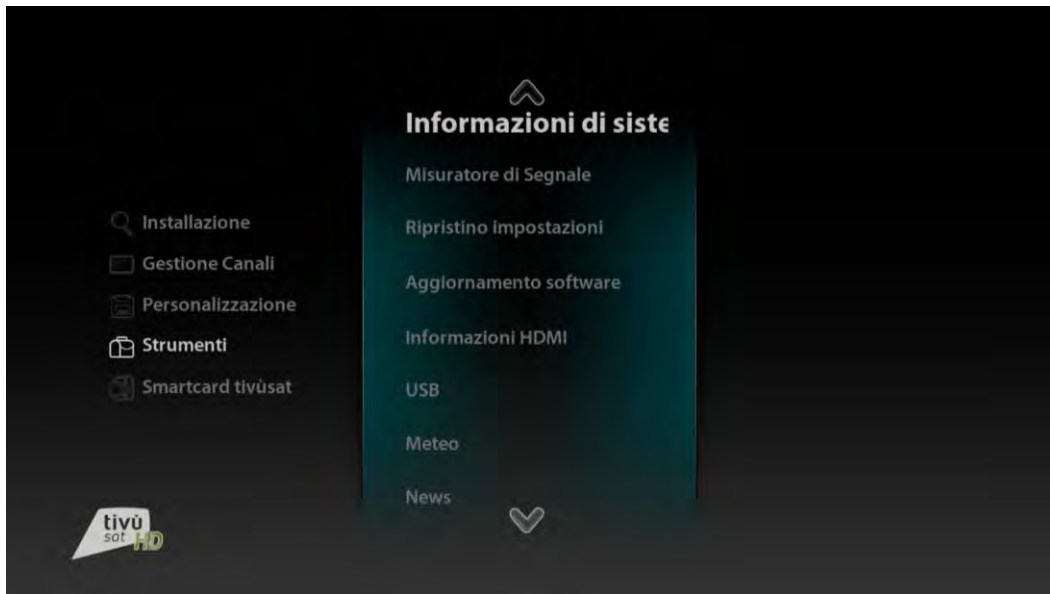 Installazione
Gestione Canali
Personalizzazione
Strumenti
Smartcard tivùsat
Informazioni di siste
Misuratore di Segnale
Ripristino impostazioni
Aggiornamento software
Informazioni HDMI
USB
Meteo
News
tivù
sat
HD